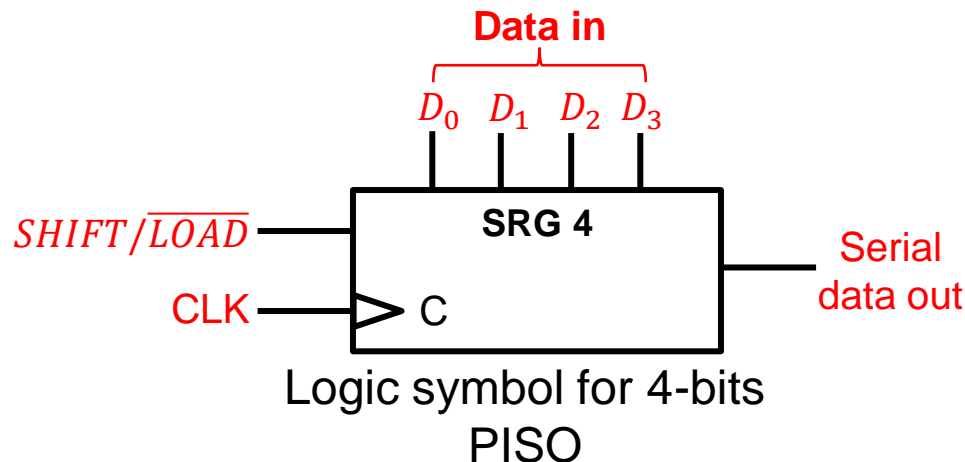 Data in
D₀ D₁ D₂ D₃
SRG 4
SHIFT/L̅O̅A̅D̅
Serial
data out
CLK
C
Logic symbol for 4-bits
PISO